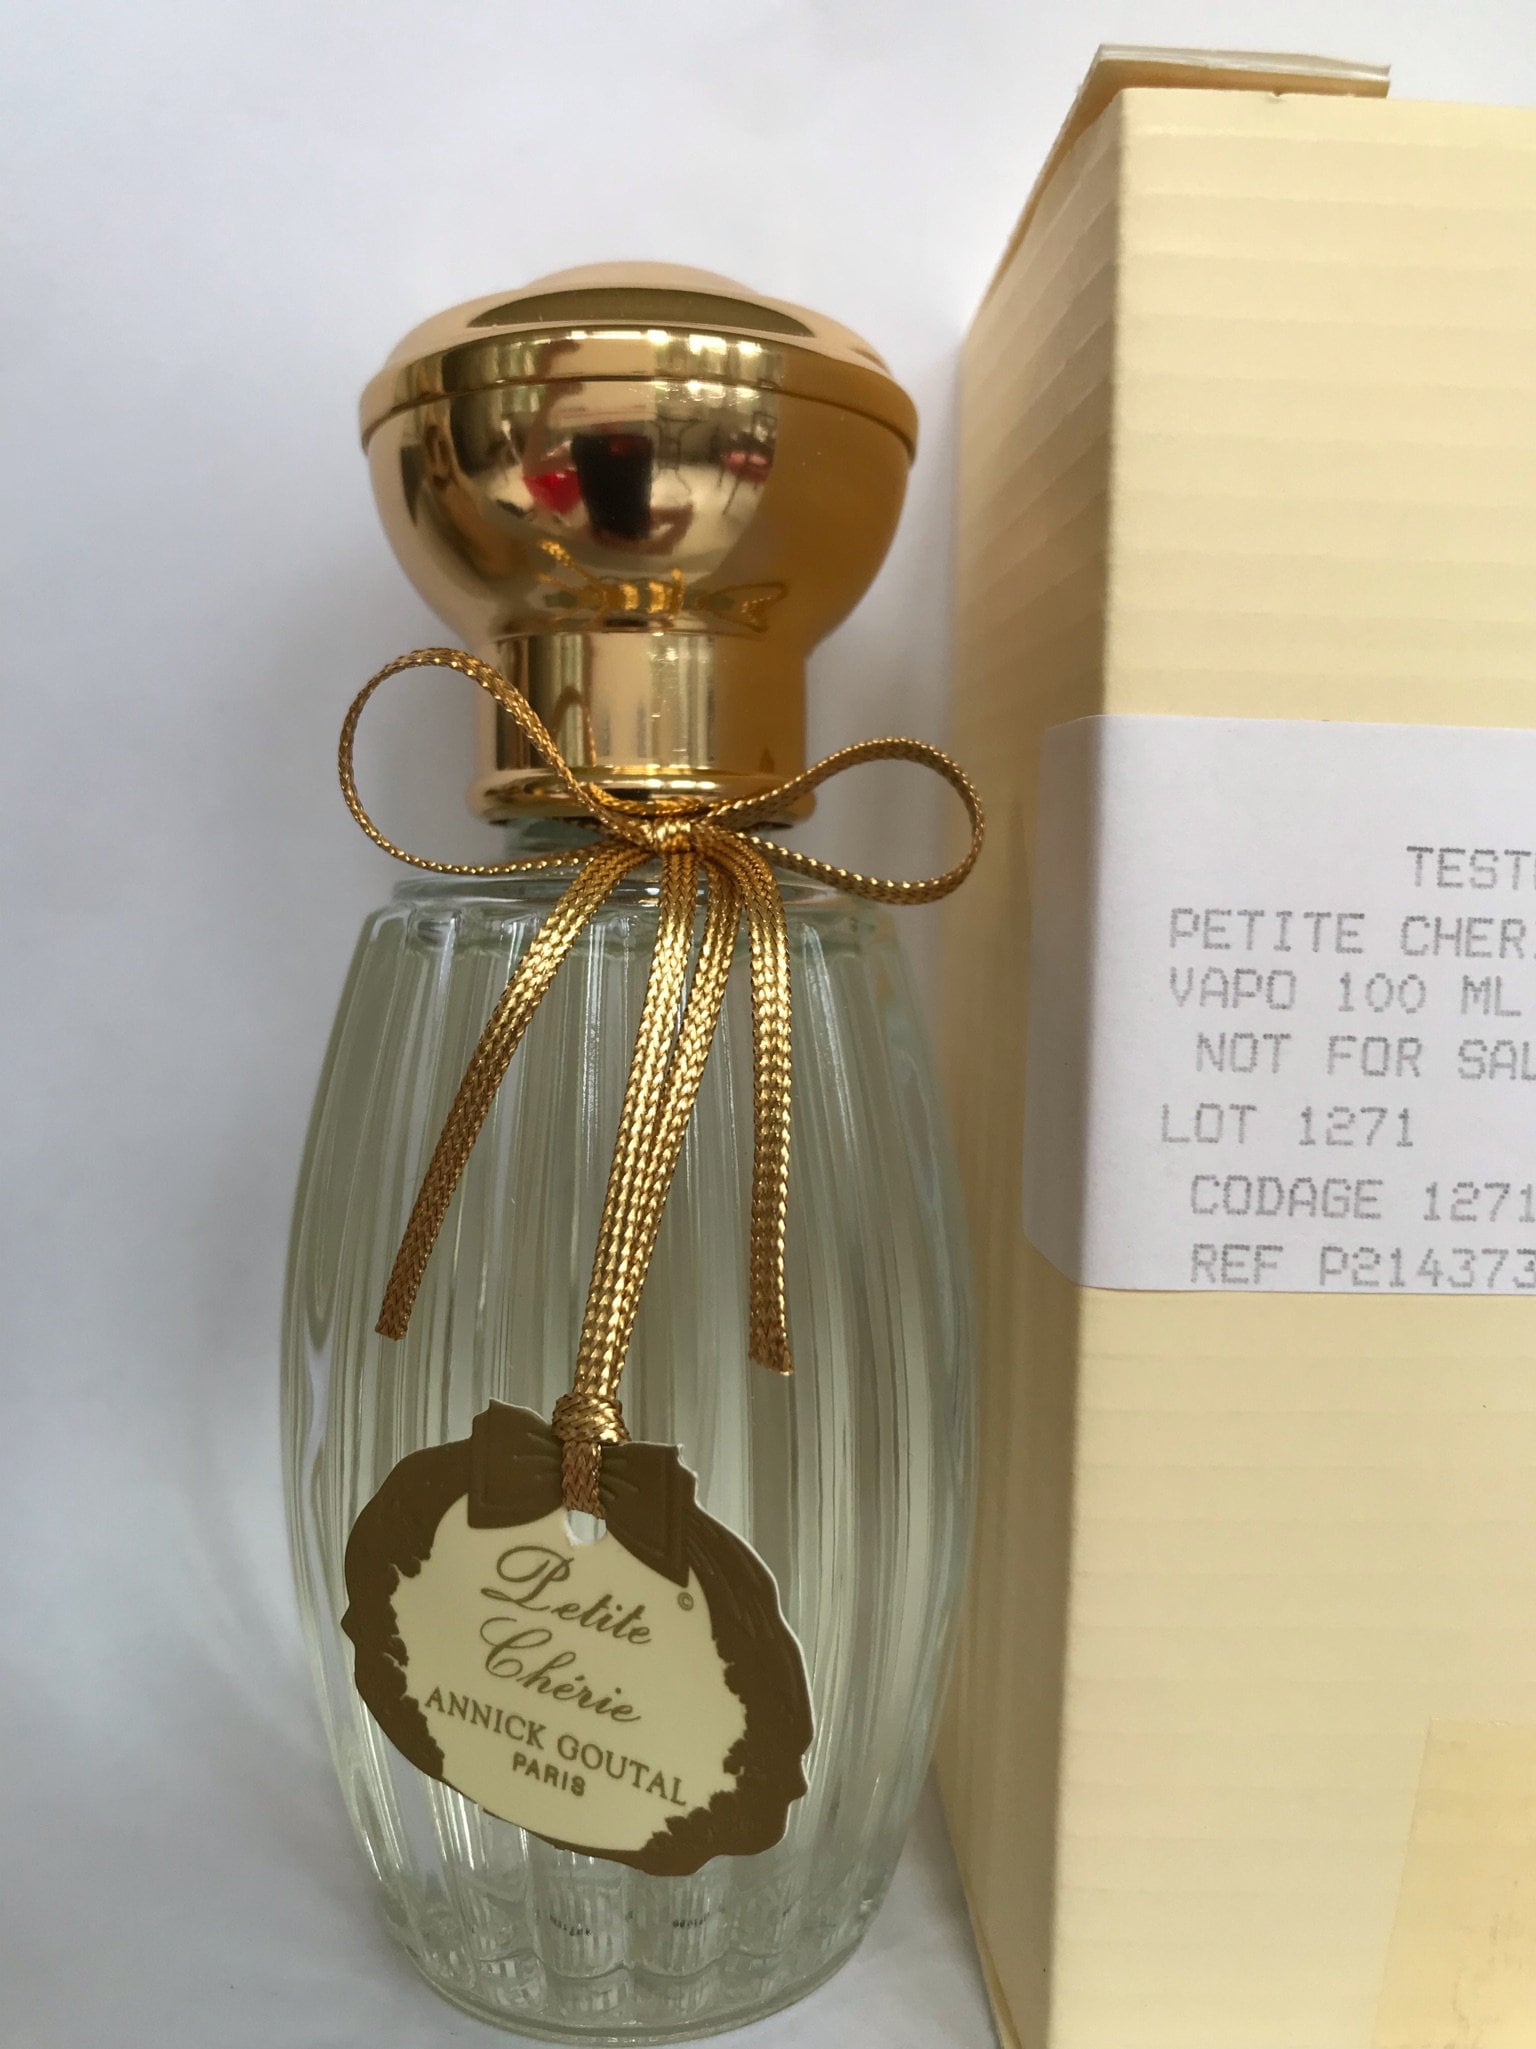 Petite
Chérie
©
ANNICK GOUTAL
PARIS
TEST
PETITE CHER
VAPO 100 ML
NOT FOR SAL
LOT 1271
CODAGE 1271
REF P214373